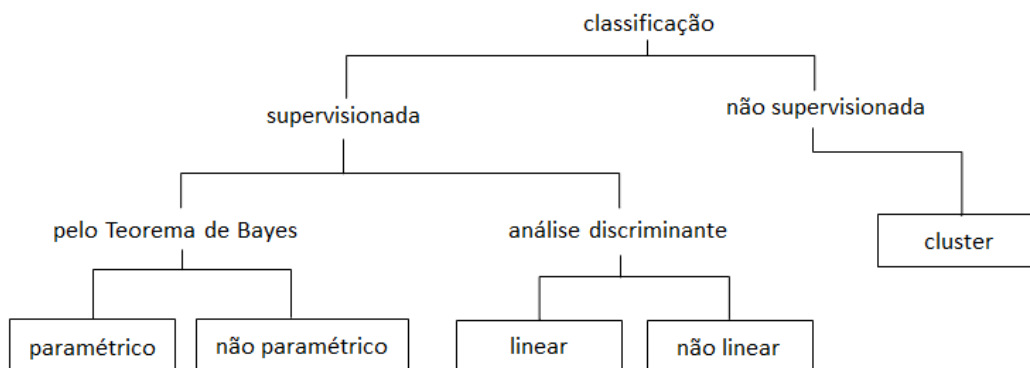 classificação
supervisionada
não supervisionada
pelo Teorema de Bayes
análise discriminante
cluster
paramétrico
não paramétrico
linear
não linear